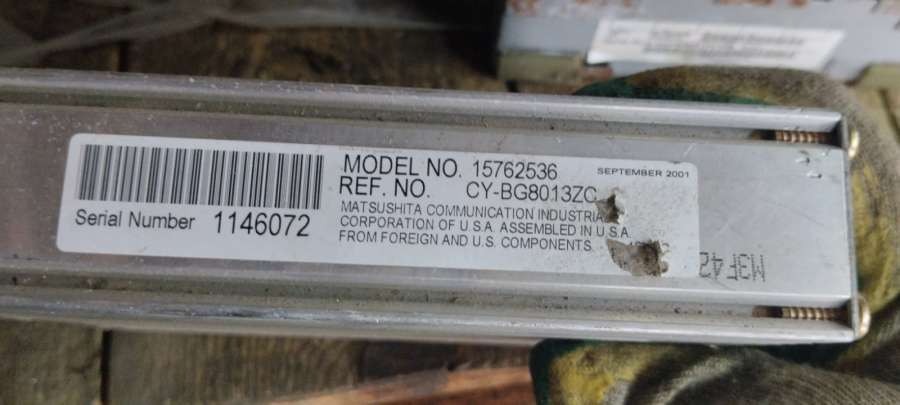 Serial Number 1146072
MODEL NO. 15762536
SEPTEMBER 2001
REF. NO. CY-BG8013ZC
MATSUSHITA COMMUNICATION INDUSTRIAL
CORPORATION OF U.S.A. ASSEMBLED IN U.S.A.
FROM FOREIGN AND U.S. COMPONENTS.
M3F42